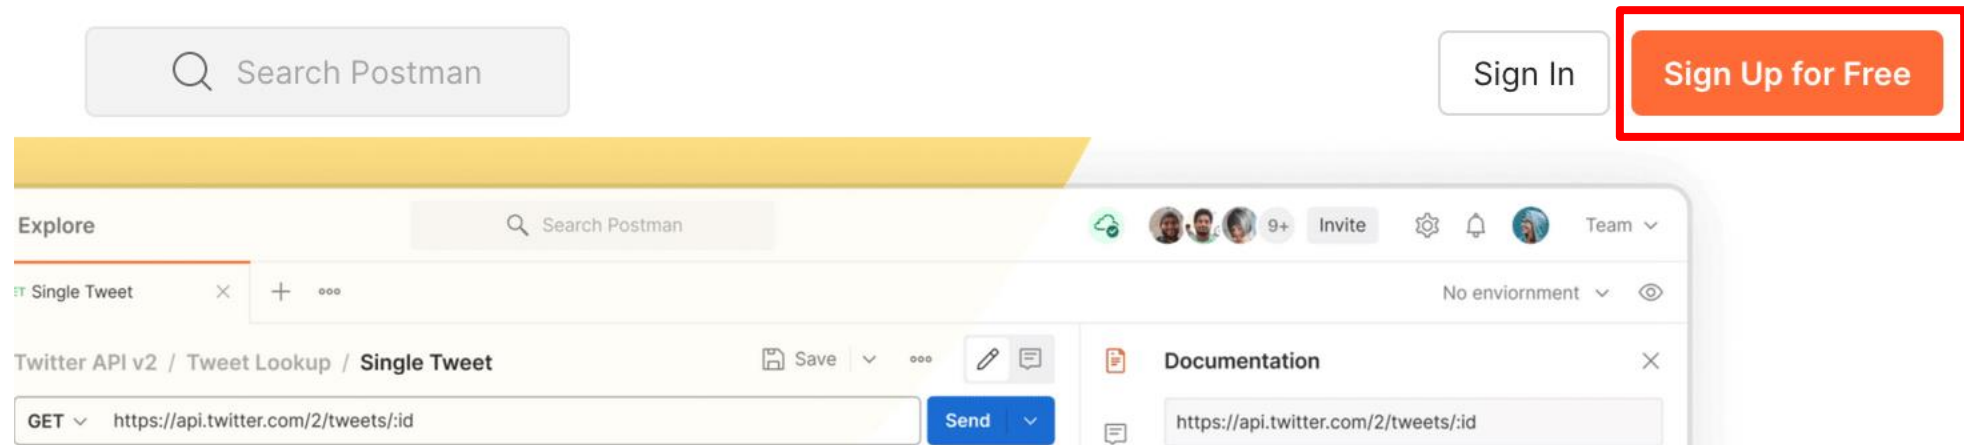 Search Postman
Sign In
Sign Up for Free
Explore
Search Postman
9+
Invite
Team
Single Tweet
No enviornment
Twitter API v2 / Tweet Lookup / Single Tweet
Save
Documentation
GET
https://api.twitter.com/2/tweets/:id
Send
https://api.twitter.com/2/tweets/:id